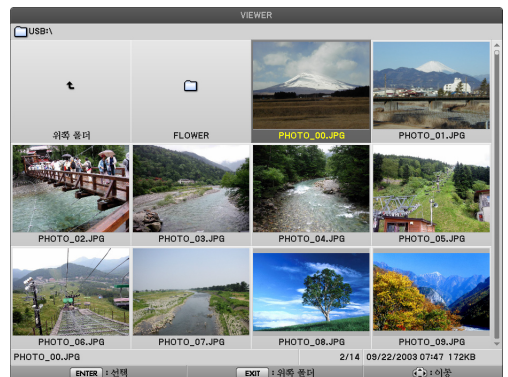 VIEWER
USB:\
위쪽 폴더
FLOWER
PHOTO_00.JPG
PHOTO_01.JPG
PHOTO_02.JPG
PHOTO_03.JPG
PHOTO_04.JPG
PHOTO_05.JPG
PHOTO_06.JPG
PHOTO_07.JPG
PHOTO_08.JPG
PHOTO_09.JPG
PHOTO_00.JPG 2/14 09/22/2003 07:47 172KB
ENTER : 선택 EXIT : 위쪽 폴더 : 이동